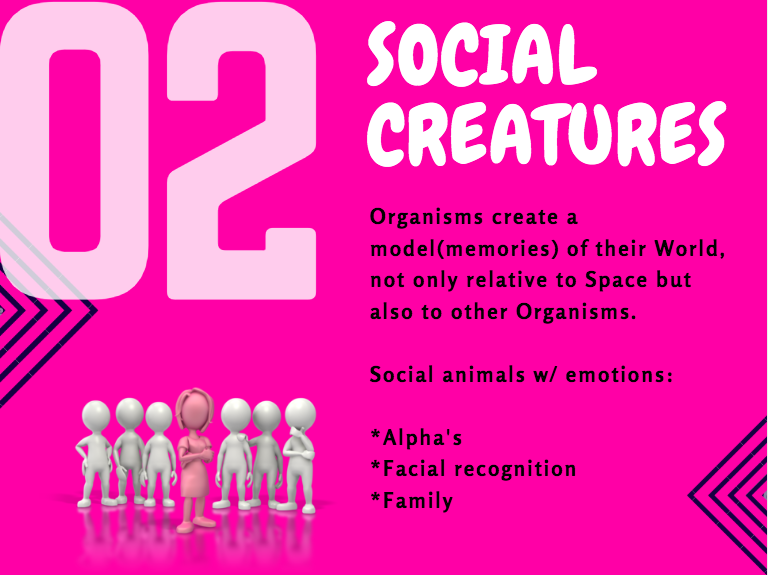 02
SOCIAL
CREATURES
Organisms create a
model(memories) of their World,
not only relative to Space but
also to other Organisms.
Social animals w/ emotions:
*Alpha's
*Facial recognition
*Family